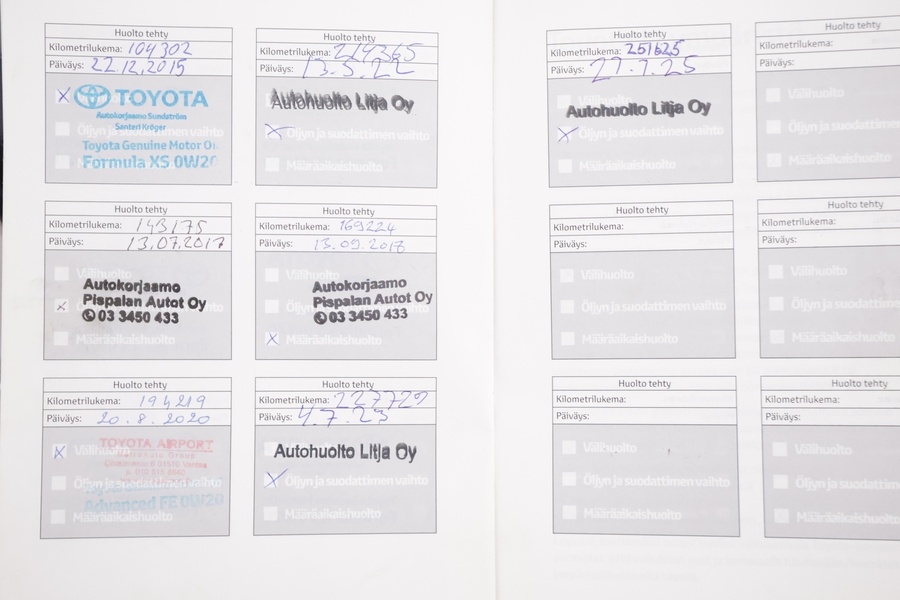 Huolto tehty
Kilometrilukema: 104302
Päiväys: 22.12.2015
TOYOTA
Autokorjaamo Sundström
Santeri Kröger
Toyota Genuine Motor Oi
Formula XS 0W20
Huolto tehty
Kilometrilukema: 143175
Päiväys: 13.07.2017
Välihuolto
Autokorjaamo
Pispalan Autot Oy
03 3450 433
Määräaikaishuolto
Huolto tehty
Kilometrilukema: 194219
Päiväys: 20.8.2020
TOYOTA AIRPORT
Öljyn ja suodattimen vaihto
Advanced FE 0W20
Määräaikaishuolto
Huolto tehty
Kilometrilukema: 214365
Päiväys: 13.5.22
Autohuolto Litja Oy
Öljyn ja suodattimen vaihto
Määräaikaishuolto
Huolto tehty
Kilometrilukema: 169224
Päiväys: 13.09.2018
Välihuolto
Autokorjaamo
Pispalan Autot Oy
03 3450 433
Määräaikaishuolto
Huolto tehty
Kilometrilukema: 227729
Päiväys: 4.7.23
Autohuolto Litja Oy
Öljyn ja suodattimen vaihto
Määräaikaishuolto
Huolto tehty
Kilometrilukema: 251625
Päiväys: 27.7.25
Autohuolto Litja Oy
Öljyn ja suodattimen vaihto
Määräaikaishuolto
Huolto tehty
Kilometrilukema:
Päiväys:
Välihuolto
Öljyn ja suodattimen vaihto
Määräaikaishuolto
Huolto tehty
Kilometrilukema:
Päiväys:
Välihuolto
Öljyn ja suodattimen vaihto
Määräaikaishuolto
Huolto tehty
Kilometrilukema:
Päiväys:
Välihuolto
Öljyn ja suodattimen
Määräaikaishuolto
Huolto tehty
Kilometrilukema:
Päiväys:
Välihuolto
Öljyn ja suodattimen
Määräaikaishuolto
Huolto tehty
Kilometrilukema:
Päiväys:
Välihuolto
Öljyn ja suodattimen
Määräaikaishuolto